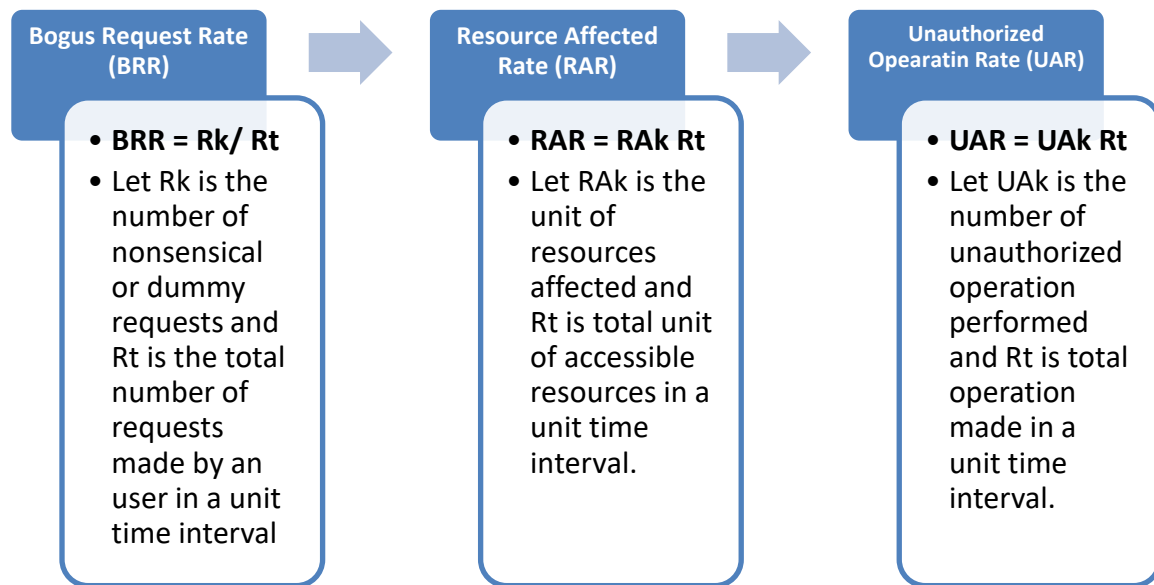 Bogus Request Rate
(BRR)
• BRR = Rk/ Rt
• Let Rk is the
number of
nonsensical
or dummy
requests and
Rt is the total
number of
requests
made by an
user in a unit
time interval
Resource Affected
Rate (RAR)
• RAR = RAk Rt
• Let RAk is the
unit of
resources
affected and
Rt is total unit
of accessible
resources in a
unit time
interval.
Unauthorized
Opearatin Rate (UAR)
• UAR = UAk Rt
• Let UAk is the
number of
unauthorized
operation
performed
and Rt is total
operation
made in a
unit time
interval.